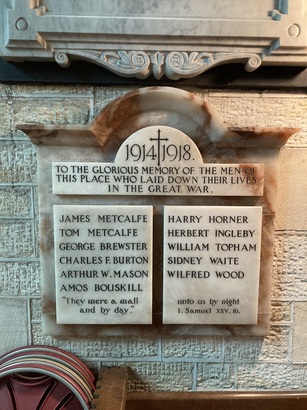 1914 1918.
TO THE GLORIOUS MEMORY OF THE MEN OF
THIS PLACE WHO LAID DOWN THEIR LIVES
IN THE GREAT WAR.
JAMES METCALFE
TOM METCALFE
GEORGE BREWSTER
CHARLES F. BURTON
ARTHUR W. MASON
AMOS BOUSKILL
"They were a wall
and by day."
HARRY HORNER
HERBERT INGLEBY
WILLIAM TOPHAM
SIDNEY WAITE
WILFRED WOOD
unto us by night
1. Samuel XXV. 16.